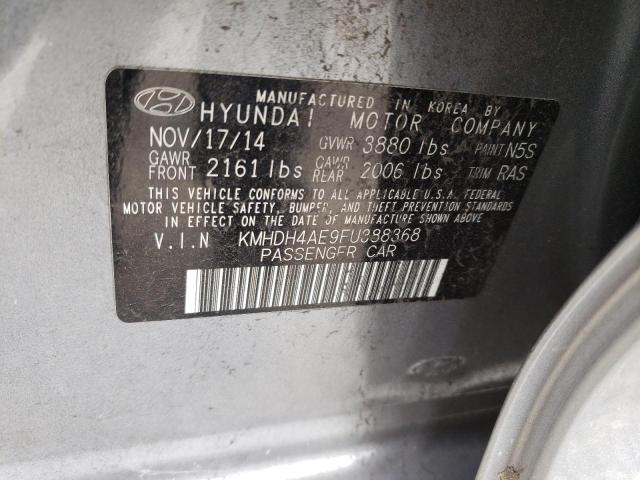 MANUFACTURED IN KOREA BY
HYUNDAI MOTOR COMPANY
NOV/17/14 GVWR 3880 lbs PAINT N5S
GAWR FRONT 2161 lbs GAWR REAR 2006 lbs TRIM RAS
THIS VEHICLE CONFORMS TO ALL APPLICABLE U.S.A. FEDERAL
MOTOR VEHICLE SAFETY, BUMPER, AND THEFT PREVENTION STANDARDS
IN EFFECT ON THE DATE OF MANUFACTURE SHOWN ABOVE.
V.I.N KMHDH4AE9FU398368
PASSENGER CAR